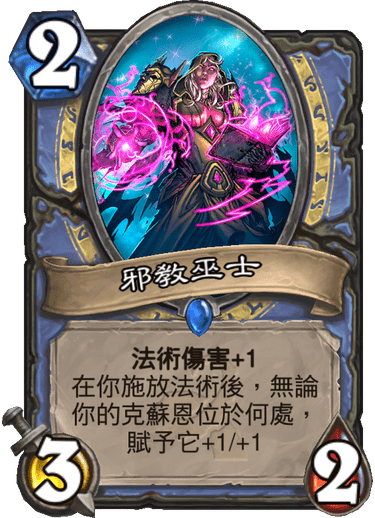 2
邪教巫士
法術傷害+1
在你施放法術後，無論
你的克蘇恩位於何處，
賦予它+1/+1
3
2